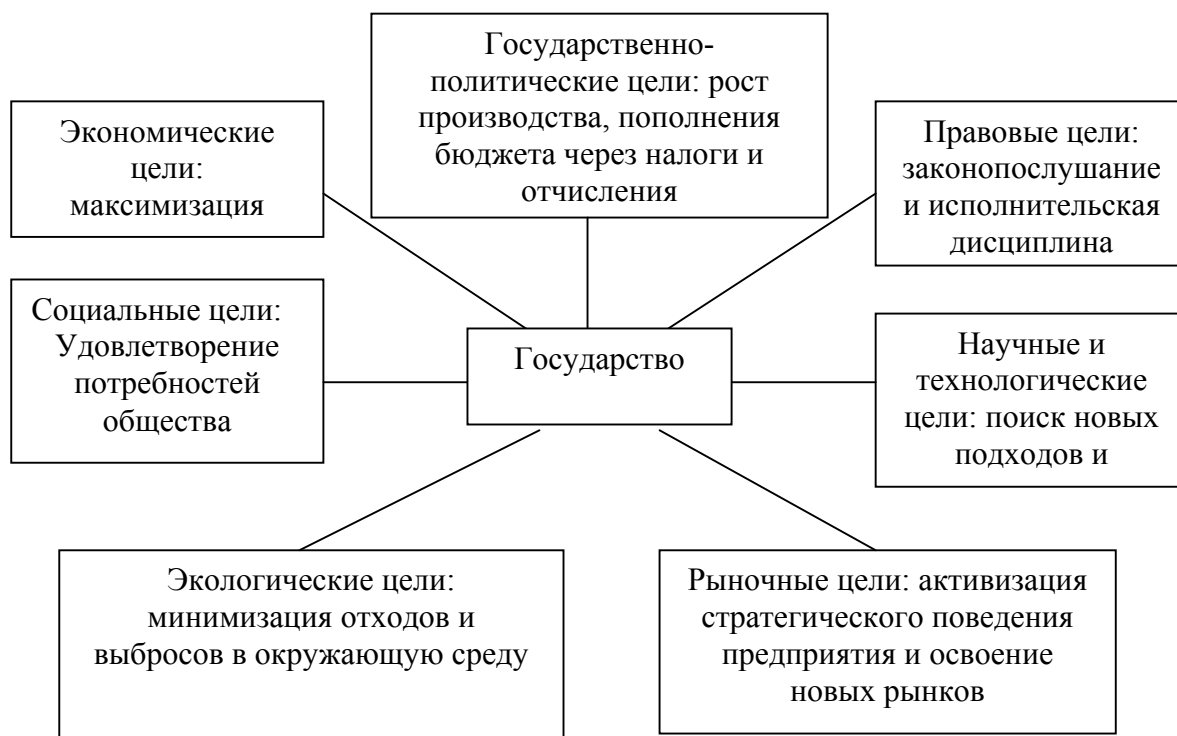 Государственно-
политические цели: рост
производства, пополнения
бюджета через налоги и
отчисления
Экономические
цели:
максимизация
Правовые цели:
законопослушание
и исполнительская
дисциплина
Социальные цели:
Удовлетворение
потребностей
общества
Государство
Научные и
технологические
цели: поиск новых
подходов и
Экологические цели:
минимизация отходов и
выбросов в окружающую среду
Рыночные цели: активизация
стратегического поведения
предприятия и освоение
новых рынков